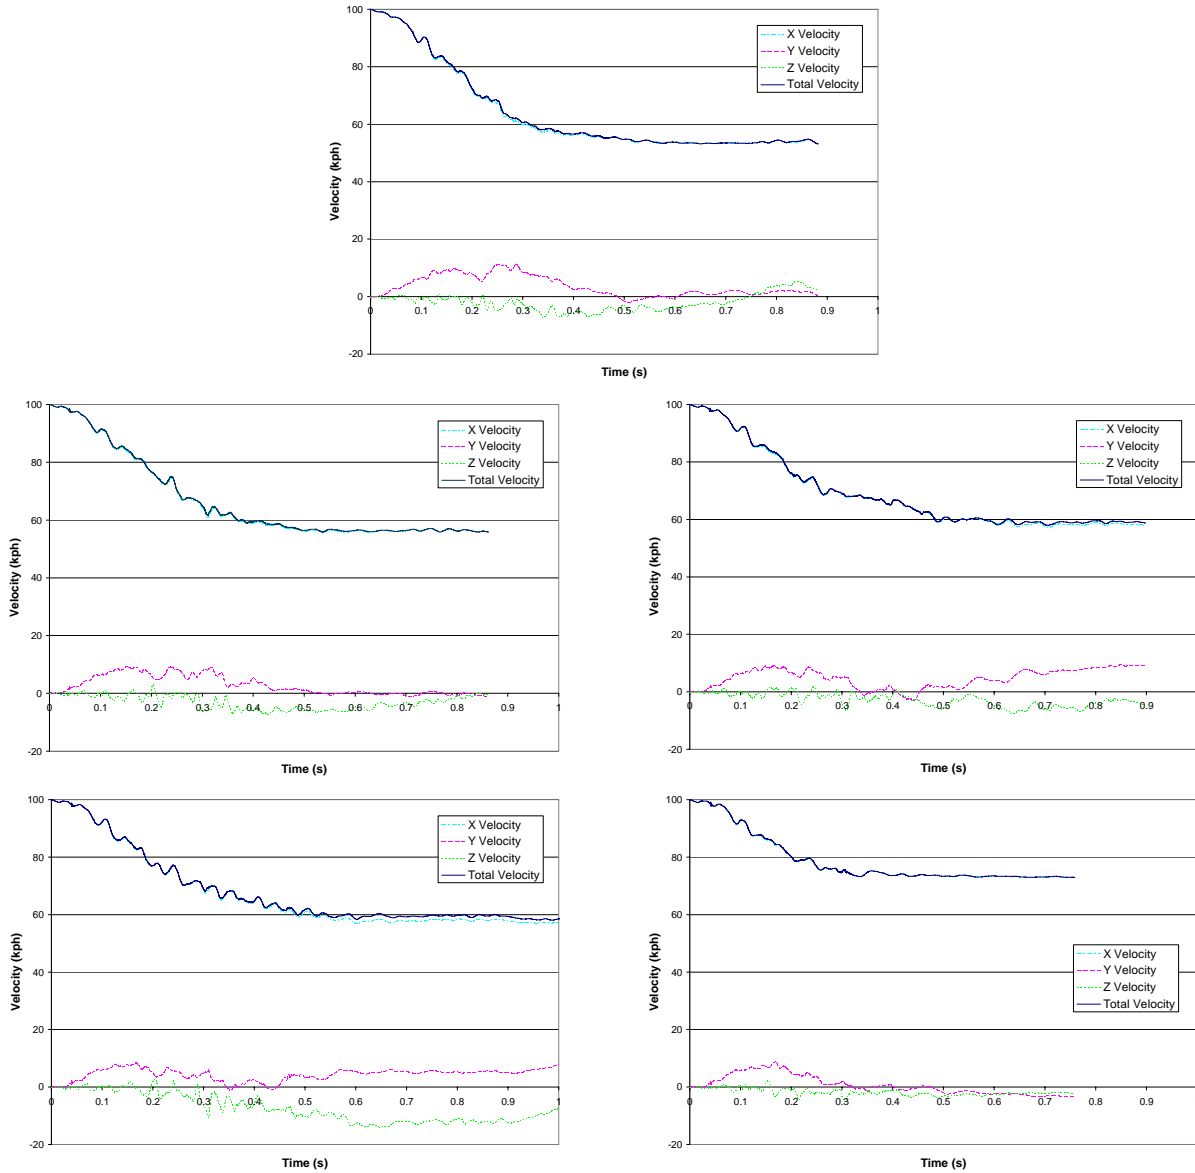 100
80
60
40
20
0
-20
0 0.1 0.2 0.3 0.4 0.5 0.6 0.7 0.8 0.9 1
Time (s)
Velocity (kph)
X Velocity
Y Velocity
Z Velocity
Total Velocity
100
80
60
40
20
0
-20
0 0.1 0.2 0.3 0.4 0.5 0.6 0.7 0.8 0.9 1
Time (s)
Velocity (kph)
X Velocity
Y Velocity
Z Velocity
Total Velocity
100
80
60
40
20
0
-20
0 0.1 0.2 0.3 0.4 0.5 0.6 0.7 0.8 0.9
Time (s)
Velocity (kph)
X Velocity
Y Velocity
Z Velocity
Total Velocity
100
80
60
40
20
0
-20
0 0.1 0.2 0.3 0.4 0.5 0.6 0.7 0.8 0.9 1
Time (s)
Velocity (kph)
X Velocity
Y Velocity
Z Velocity
Total Velocity
100
80
60
40
20
0
-20
0 0.1 0.2 0.3 0.4 0.5 0.6 0.7 0.8 0.9
Time (s)
Velocity (kph)
X Velocity
Y Velocity
Z Velocity
Total Velocity